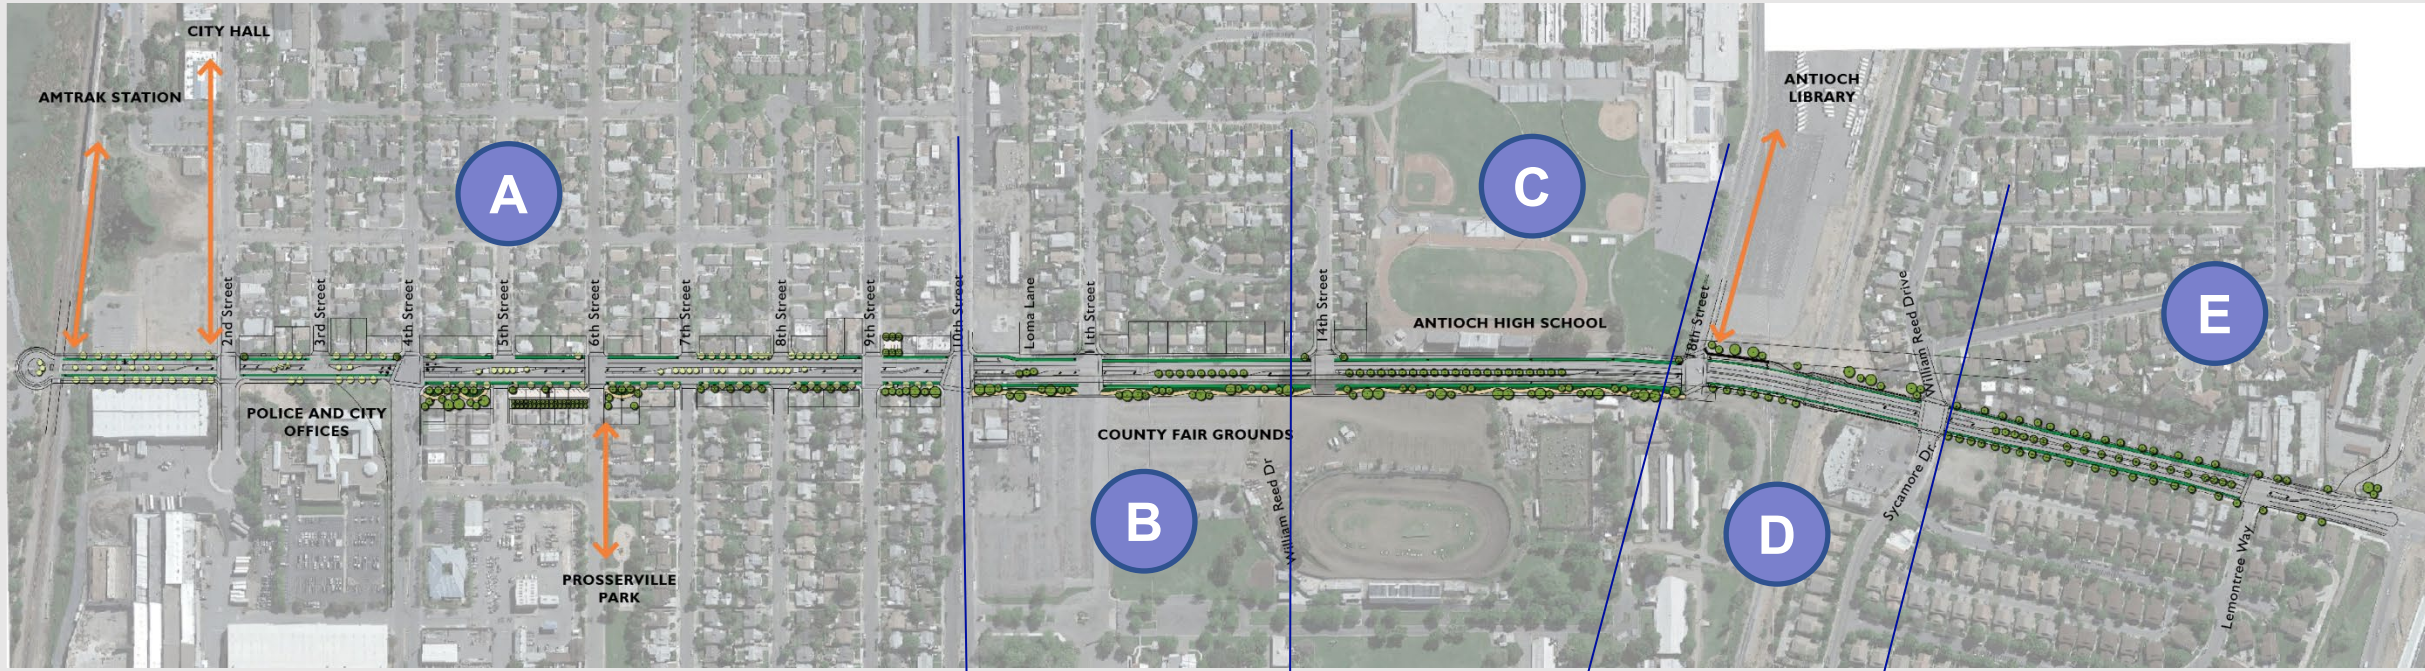 CITY HALL
AMTRAK STATION
ANTIOCH
LIBRARY
A
C
E
2nd Street
3rd Street
4th Street
5th Street
6th Street
7th Street
8th Street
9th Street
10th Street
Loma Lane
11th Street
14th Street
18th Street
William Reed Drive
ANTIOCH HIGH SCHOOL
POLICE AND CITY
OFFICES
COUNTY FAIR GROUNDS
William Reed Dr
Sycamore Dr.
B
D
PROSSERVILLE
PARK
Lemontree Way